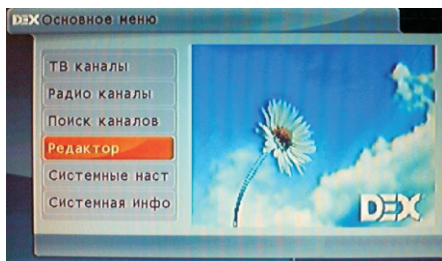 DEX Основное меню
ТВ каналы
Радио каналы
Поиск каналов
Редактор
Системные наст
Системная инфо
DEX